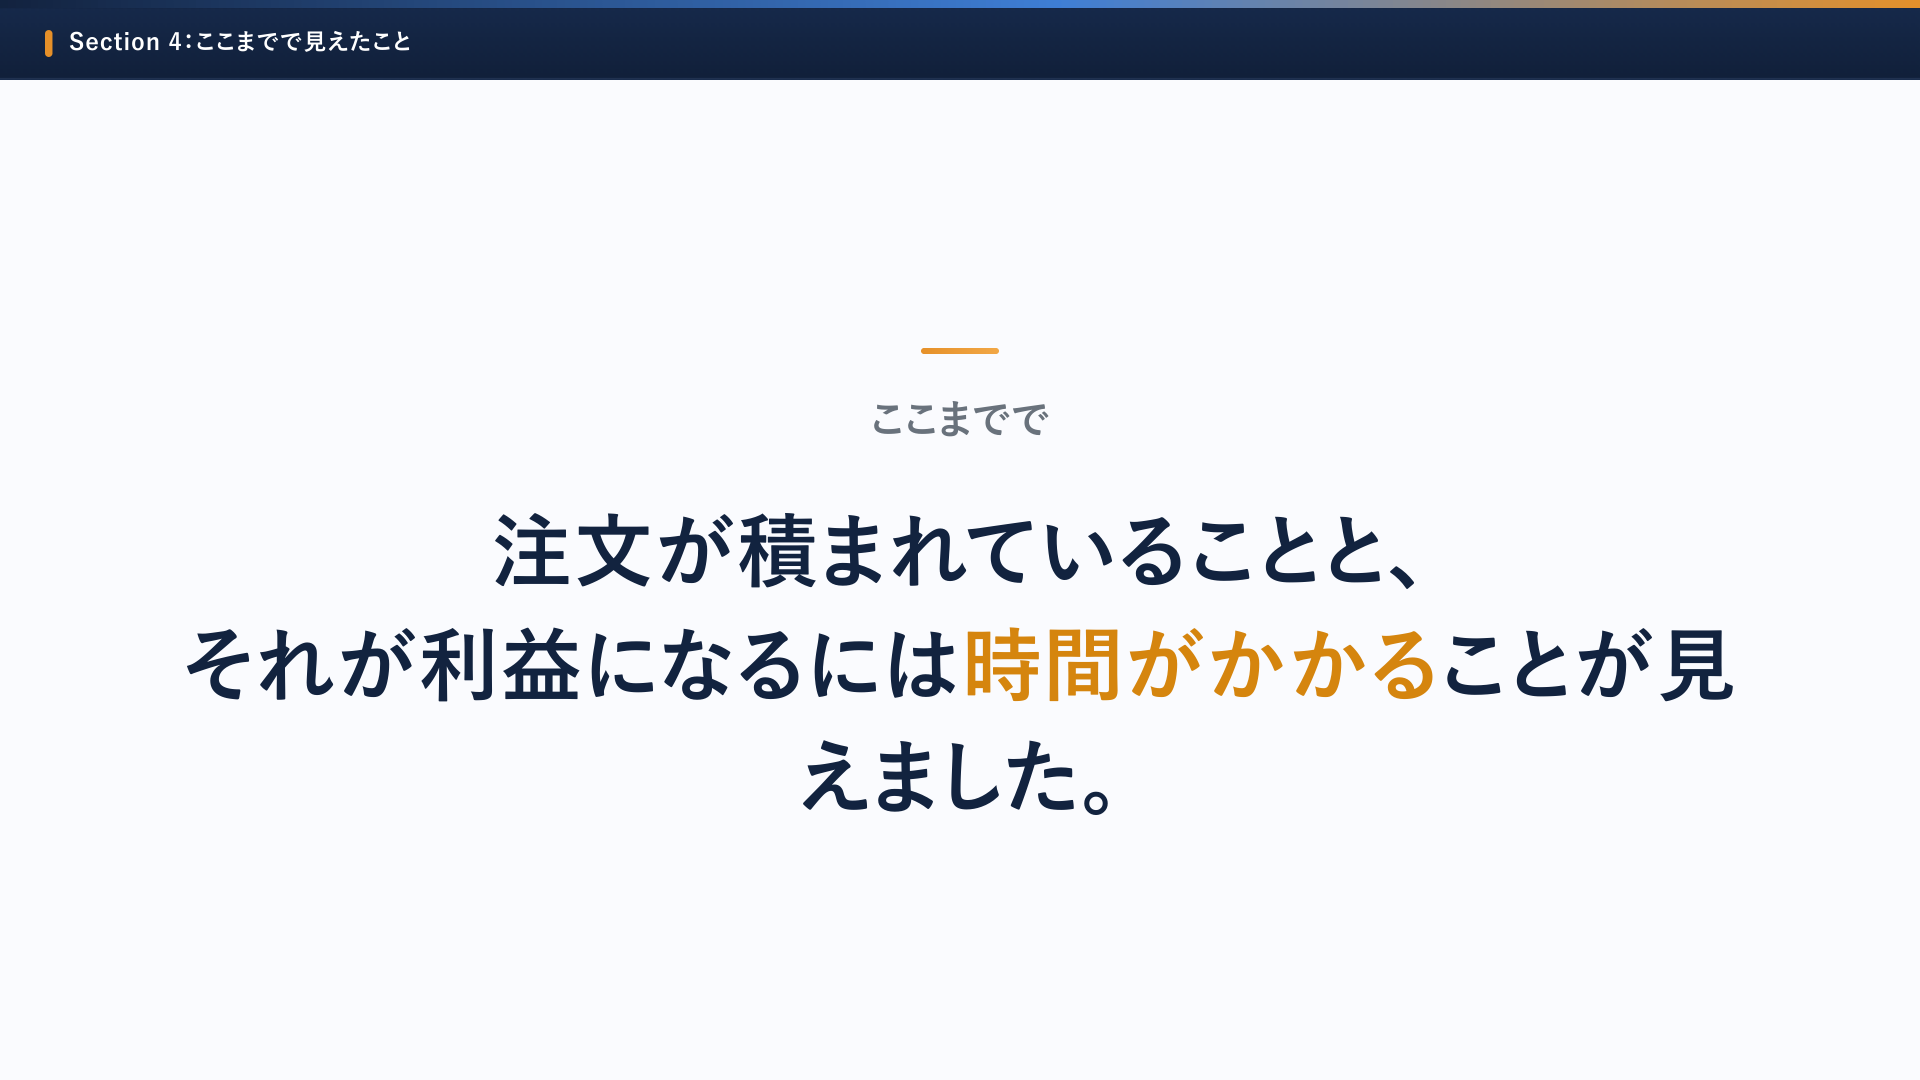 Section 4：ここまでで見えたこと
ここまでで
注文が積まれていることと、
それが利益になるには時間がかかることが見
えました。